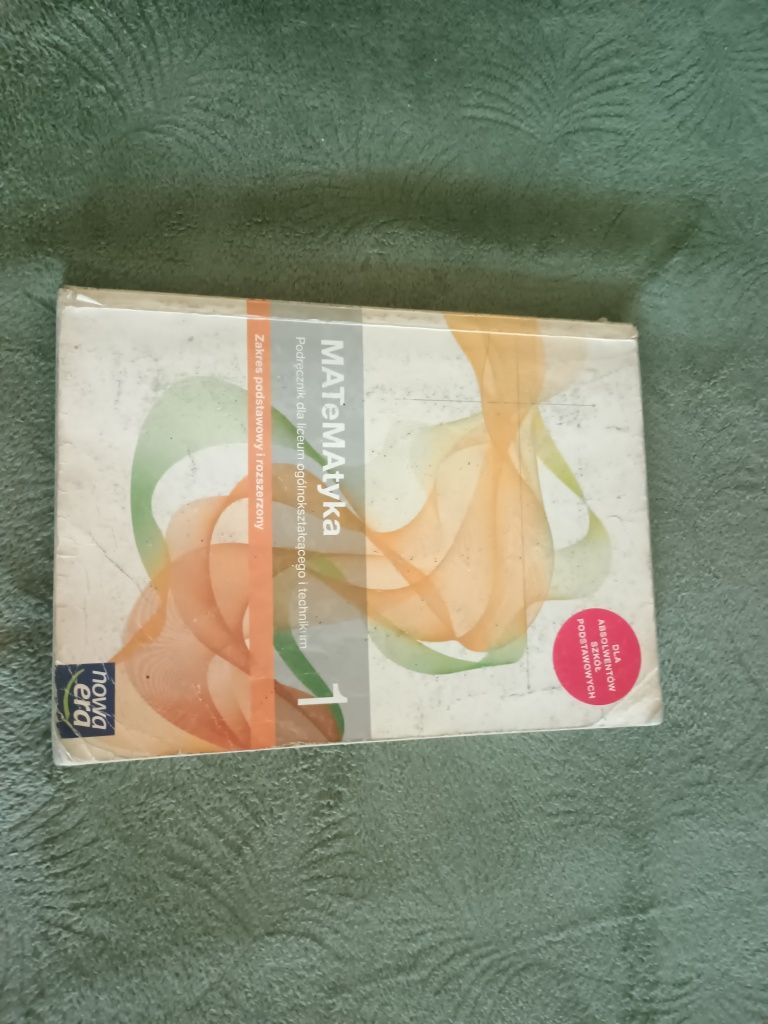 DLA
ABSOLWENTÓW
SZKÓŁ
PODSTAWOWYCH
MATeMAtyka
Podręcznik dla liceum ogólnokształcącego i technikum
1
Zakres podstawowy i rozszerzony
nowa
era